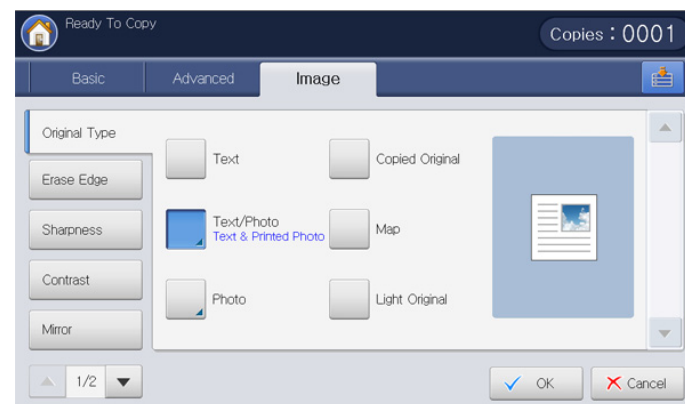 Ready To Copy
Copies : 0001
Basic
Advanced
Image
Original Type
Erase Edge
Sharpness
Contrast
Mirror
1/2
Text
Copied Original
Text/Photo
Text & Printed Photo
Map
Photo
Light Original
OK
Cancel